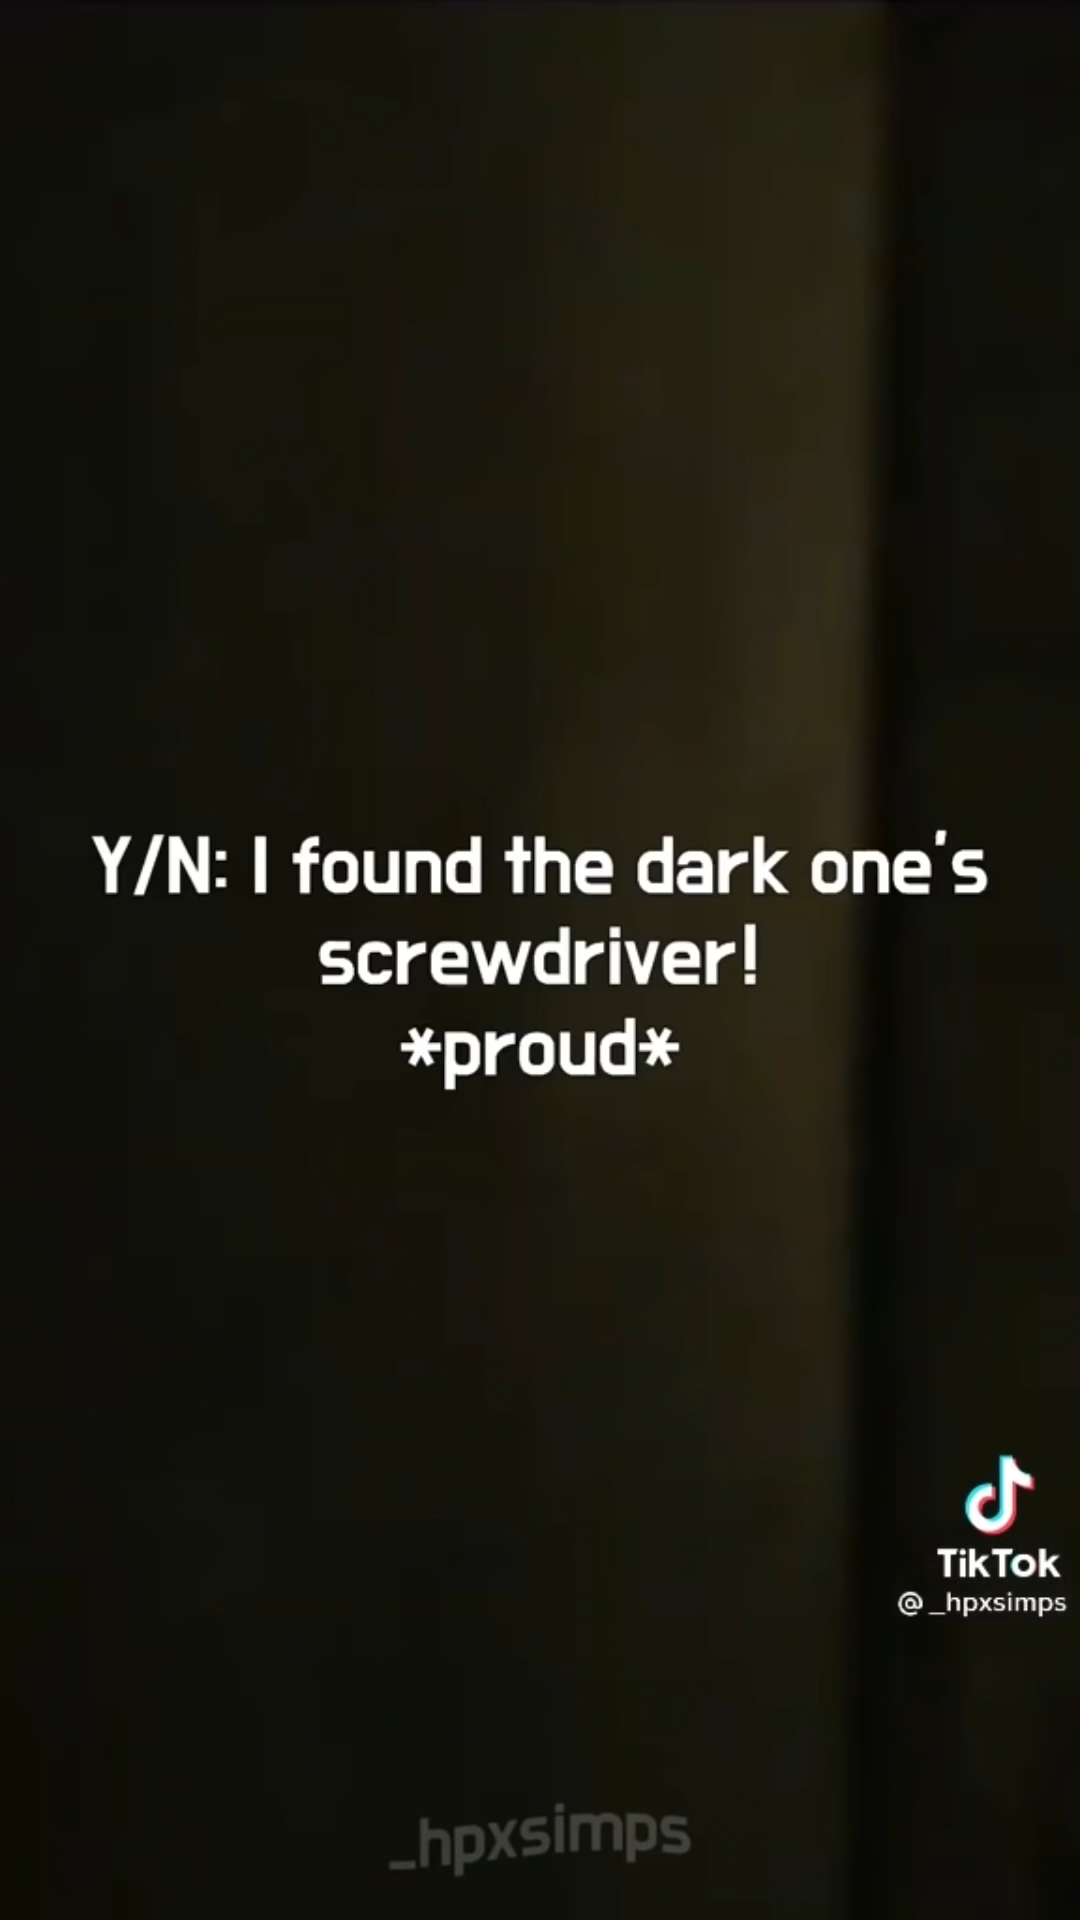 Y/N: I found the dark one's
screwdriver!
*proud*
TikTok
@_hpxsimps
_hpxsimps